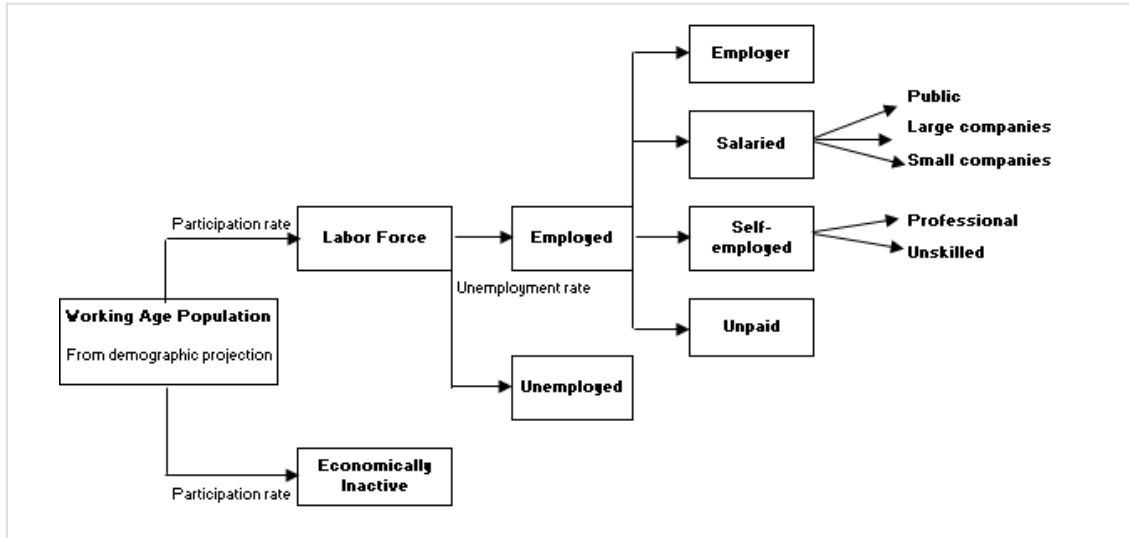 Employer
Public
Large companies
Salaried
Small companies
Participation rate
Labor Force
Employed
Self-
employed
Professional
Unskilled
Unemployment rate
Working Age Population
From demographic projection
Unpaid
Unemployed
Economically
Inactive
Participation rate